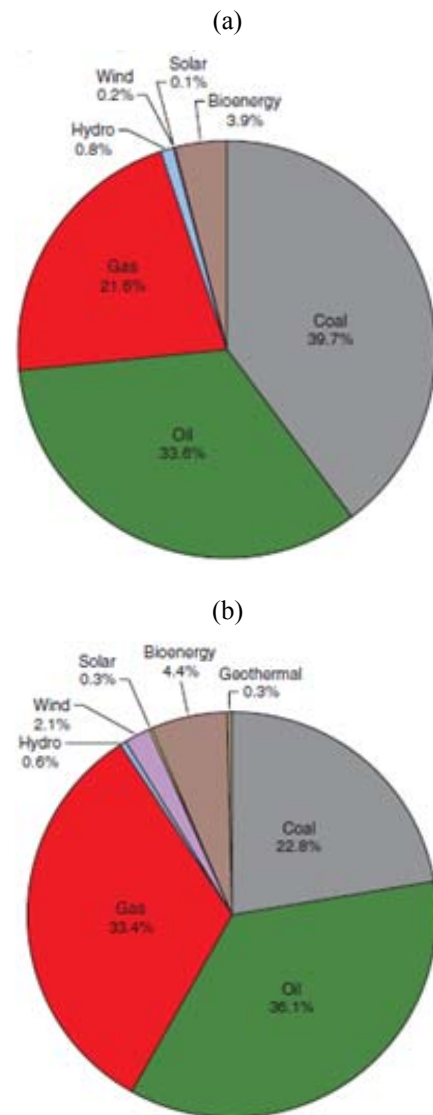 (a)
Solar
0.1%
Wind
0.2%
Bioenergy
3.9%
Hydro
0.8%
Gas
21.6%
Coal
39.7%
Oil
33.6%
(b)
Bioenergy
4.4%
Geothermal
0.3%
Solar
0.3%
Wind
2.1%
Hydro
0.6%
Coal
22.8%
Gas
33.4%
Oil
36.1%